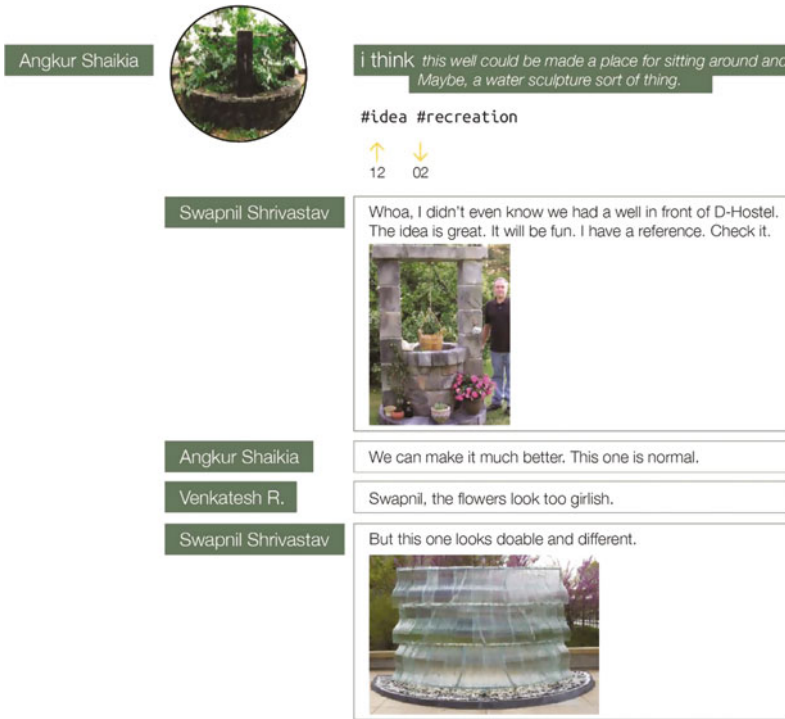 Angkur Shaikia
i think this well could be made a place for sitting around and
Maybe, a water sculpture sort of thing.
#idea #recreation
12 02
Swapnil Shrivastav
Whoa, I didn't even know we had a well in front of D-Hostel.
The idea is great. It will be fun. I have a reference. Check it.
Angkur Shaikia
We can make it much better. This one is normal.
Venkatesh R.
Swapnil, the flowers look too girlish.
Swapnil Shrivastav
But this one looks doable and different.